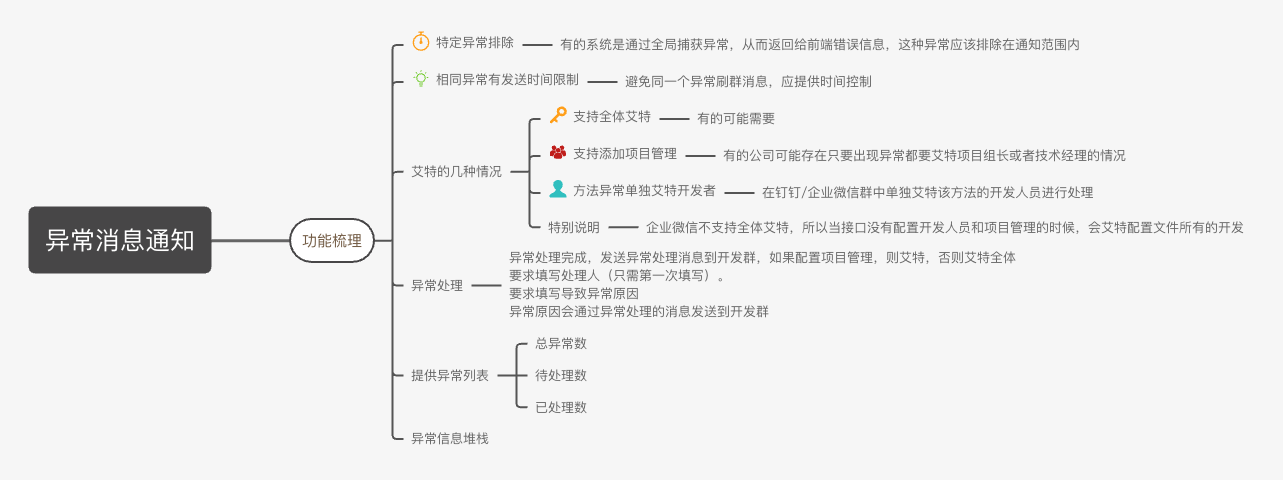 异常消息通知
功能梳理
特定异常排除
有的系统是通过全局捕获异常，从而返回给前端错误信息，这种异常应该排除在通知范围内
相同异常有发送时间限制
避免同一个异常刷群消息，应提供时间控制
艾特的几种情况
支持全体艾特
有的可能需要
支持添加项目管理
有的公司可能存在只要出现异常都要艾特项目组长或者技术经理的情况
方法异常单独艾特开发者
在钉钉/企业微信群中单独艾特该方法的开发人员进行处理
特别说明
企业微信不支持全体艾特，所以当接口没有配置开发人员和项目管理的时候，会艾特配置文件所有的开发
异常处理
异常处理完成，发送异常处理消息到开发群，如果配置项目管理，则艾特，否则艾特全体
要求填写处理人（只需第一次填写）。
要求填写导致异常原因
异常原因会通过异常处理的消息发送到开发群
提供异常列表
总异常数
待处理数
已处理数
异常信息堆栈